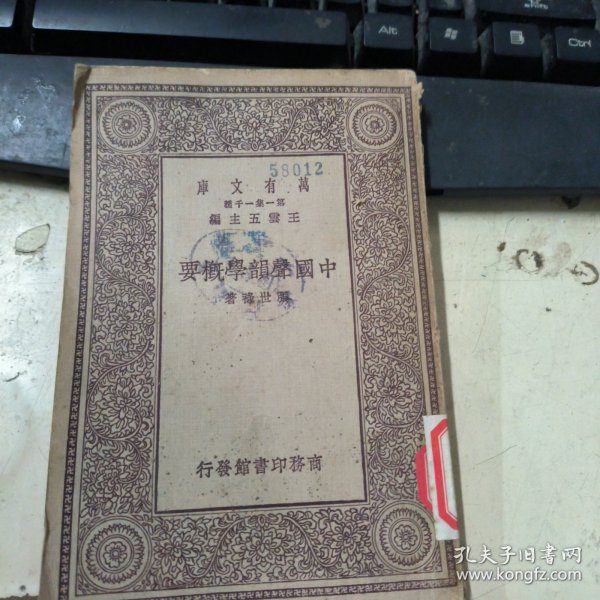 shift
Alt
Ctrl
58012
萬有文庫
第一集一千種
王雲五主編
中國聲韻學概要
張世祿著
商務印書館發行
孔夫子旧书网
www.kongfz.com